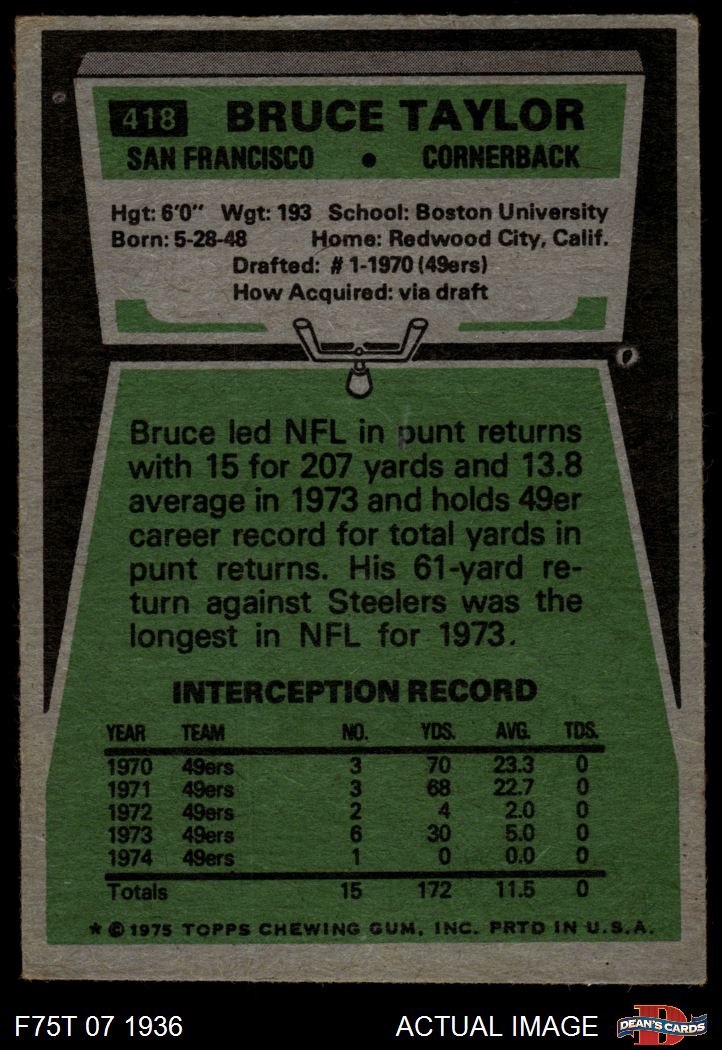 418 BRUCE TAYLOR
SAN FRANCISCO • CORNERBACK
Hgt: 6'0" Wgt: 193 School: Boston University
Born: 5-28-48 Home: Redwood City, Calif.
Drafted: #1-1970 (49ers)
How Acquired: via draft
Bruce led NFL in punt returns
with 15 for 207 yards and 13.8
average in 1973 and holds 49er
career record for total yards in
punt returns. His 61-yard re-
turn against Steelers was the
longest in NFL for 1973.
INTERCEPTION RECORD
YEAR TEAM NO. YDS. AVG. TDS.
1970 49ers 3 70 23.3 0
1971 49ers 3 68 22.7 0
1972 49ers 2 4 2.0 0
1973 49ers 6 30 5.0 0
1974 49ers 1 0 0.0 0
Totals 15 172 11.5 0
* © 1975 TOPPS CHEWING GUM, INC. PRTD IN U.S.A.
F75T 07 1936 ACTUAL IMAGE D DEAN'S CARDS